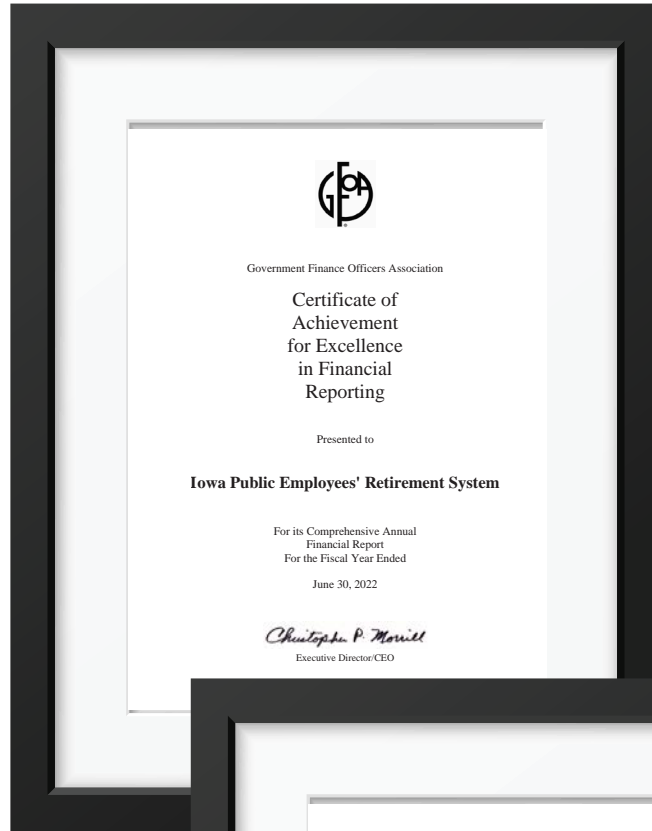 GFOA
Government Finance Officers Association
Certificate of
Achievement
for Excellence
in Financial
Reporting
Presented to
Iowa Public Employees' Retirement System
For its Comprehensive Annual
Financial Report
For the Fiscal Year Ended
June 30, 2022
Christopher P. Morrill
Executive Director/CEO